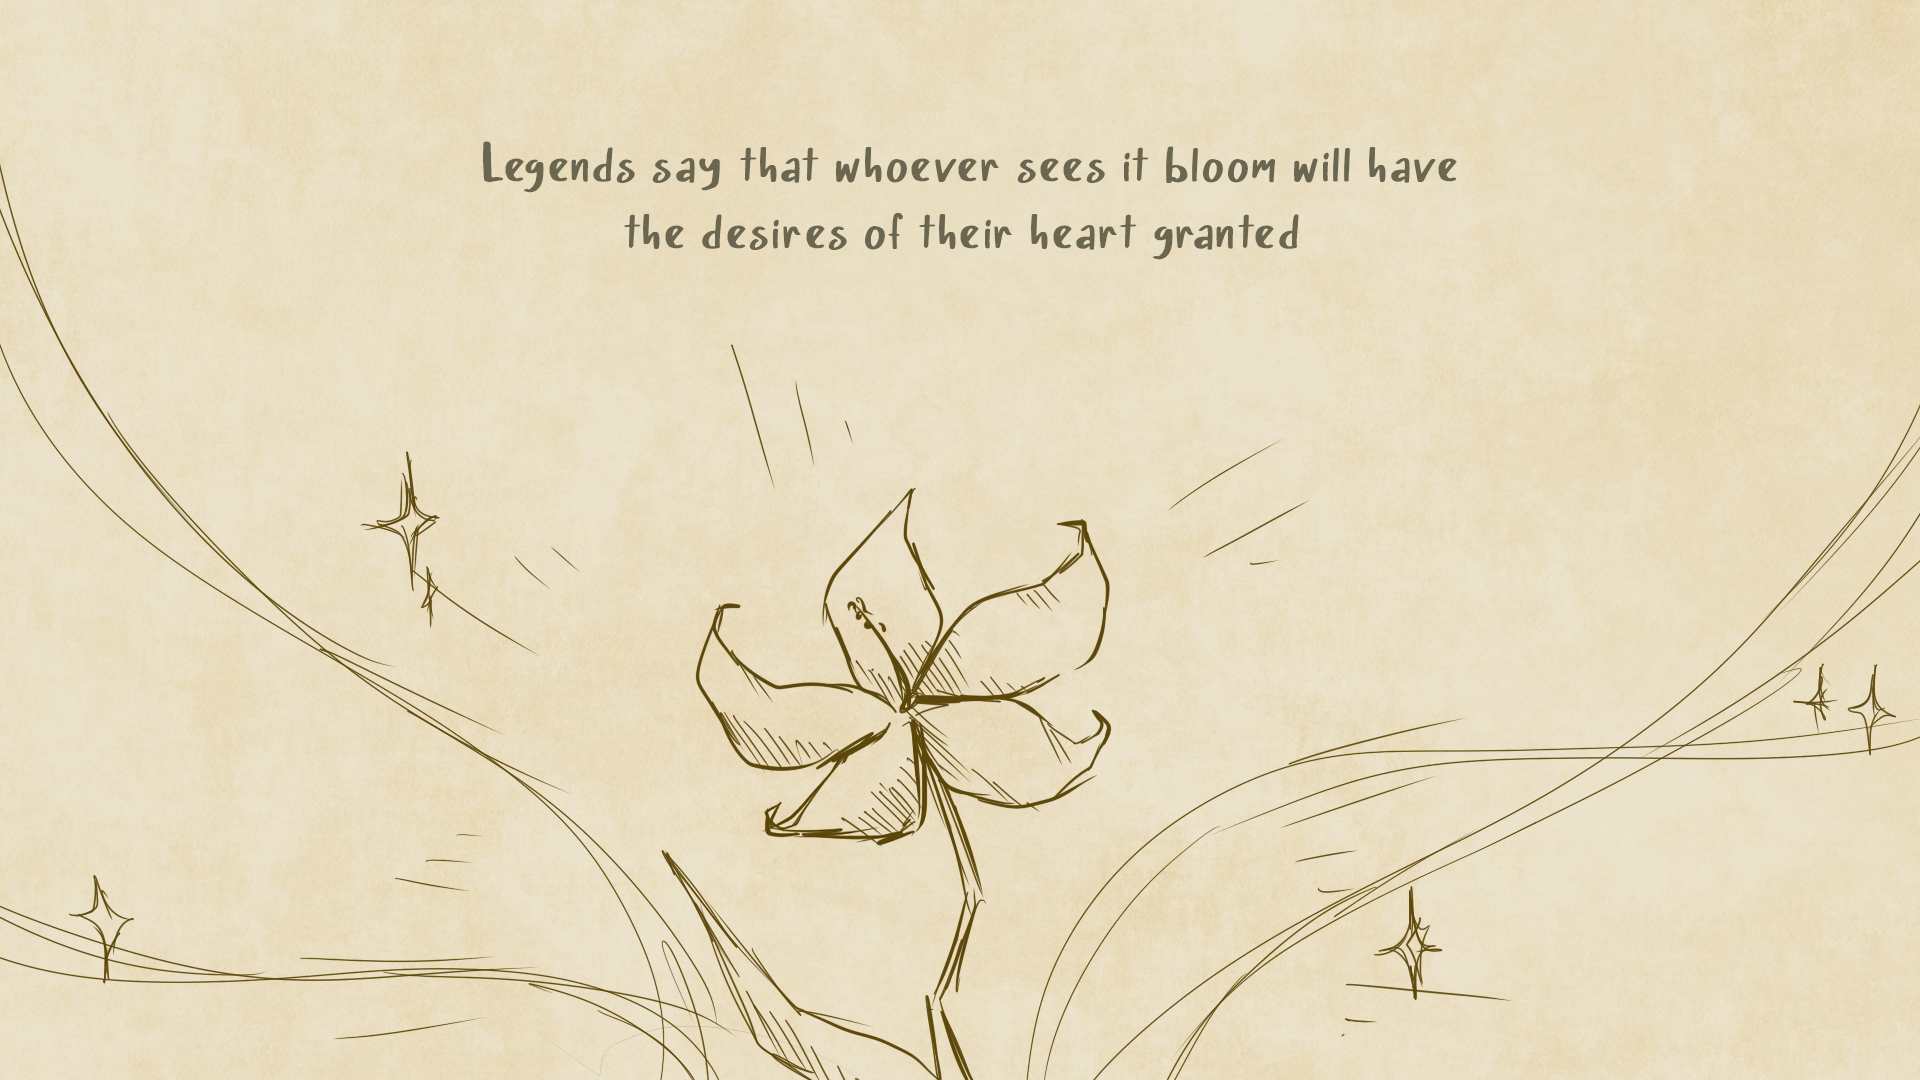 Legends say that whoever sees it bloom will have
the desires of their heart granted